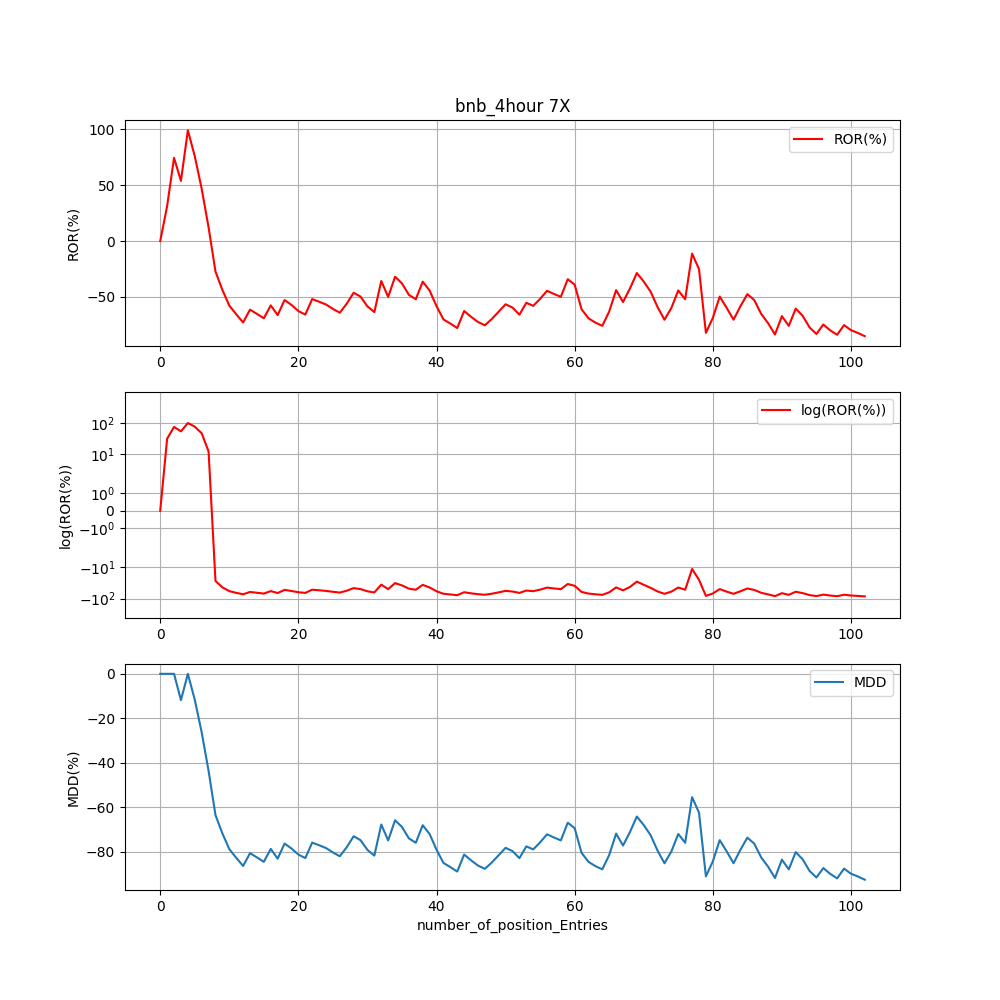 bnb_4hour 7X
100
50
0
−50
ROR(%)
ROR(%)
0 20 40 60 80 100
10²
10¹
10⁰
0
−10⁰
−10¹
−10²
log(ROR(%))
log(ROR(%))
0 20 40 60 80 100
0
−20
−40
−60
−80
MDD(%)
MDD
0 20 40 60 80 100
number_of_position_Entries